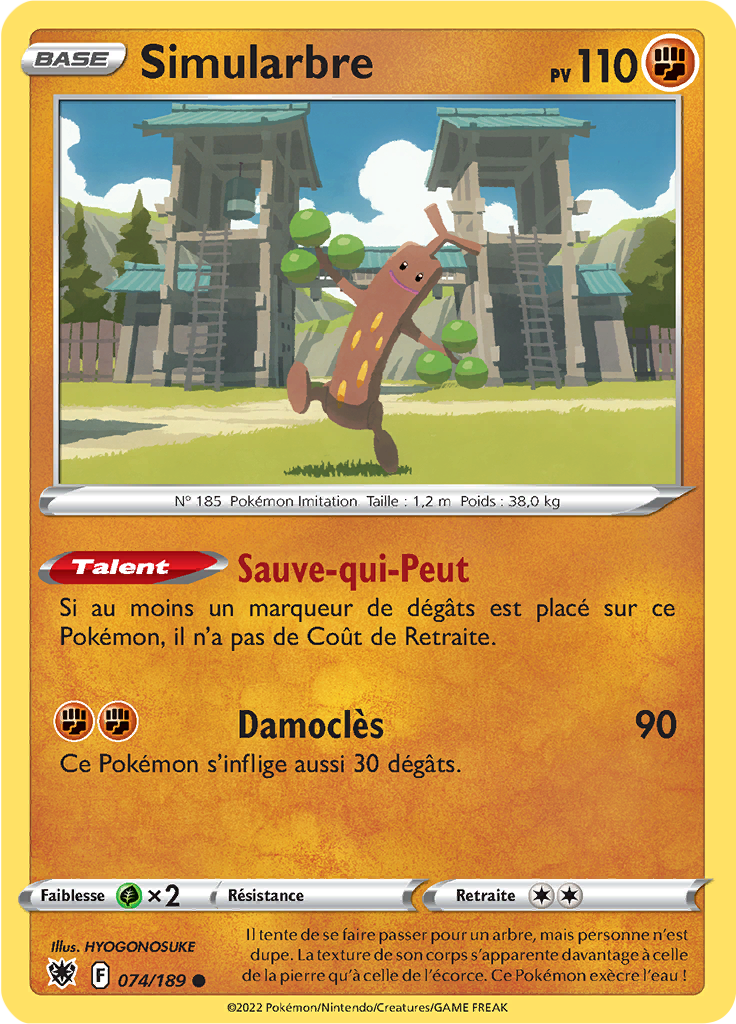 BASE Simularbre PV 110
N° 185 Pokémon Imitation Taille : 1,2 m Poids : 38,0 kg
Talent Sauve-qui-Peut
Si au moins un marqueur de dégâts est placé sur ce
Pokémon, il n'a pas de Coût de Retraite.
Damoclès 90
Ce Pokémon s'inflige aussi 30 dégâts.
Faiblesse ×2 Résistance Retraite
Illus. HYOGONOSUKE
F 074/189
Il tente de se faire passer pour un arbre, mais personne n'est
dupe. La texture de son corps s'apparente davantage à celle
de la pierre qu'à celle de l'écorce. Ce Pokémon exècre l'eau !
©2022 Pokémon/Nintendo/Creatures/GAME FREAK